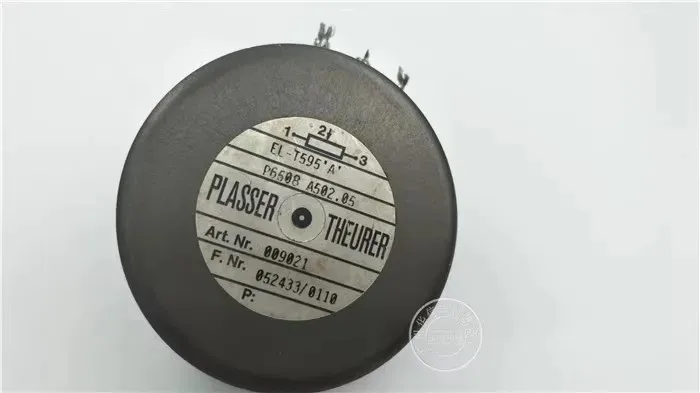 1 2 3
EL-T595'A'
P6608 A502.05
PLASSER THEURER
Art. Nr. 009021
F. Nr. 052433/0110
P: